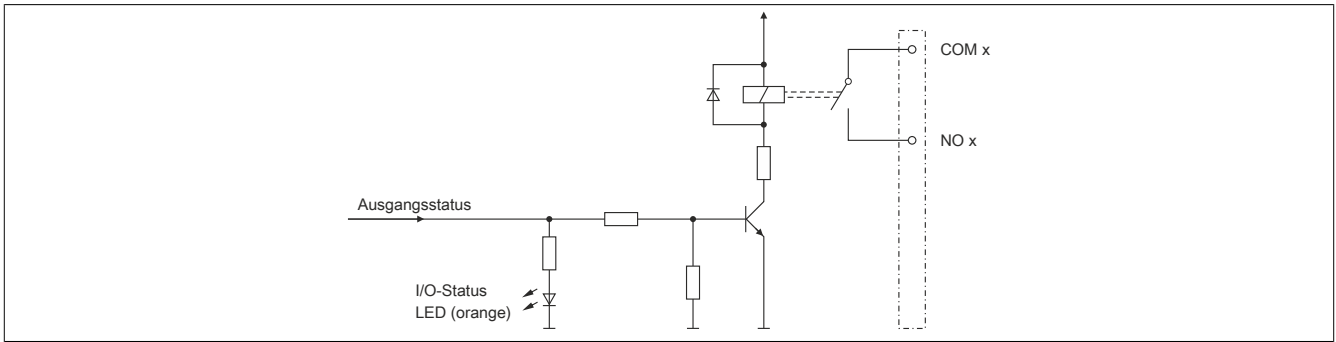 COM x
NO x
Ausgangsstatus
I/O-Status
LED (orange)